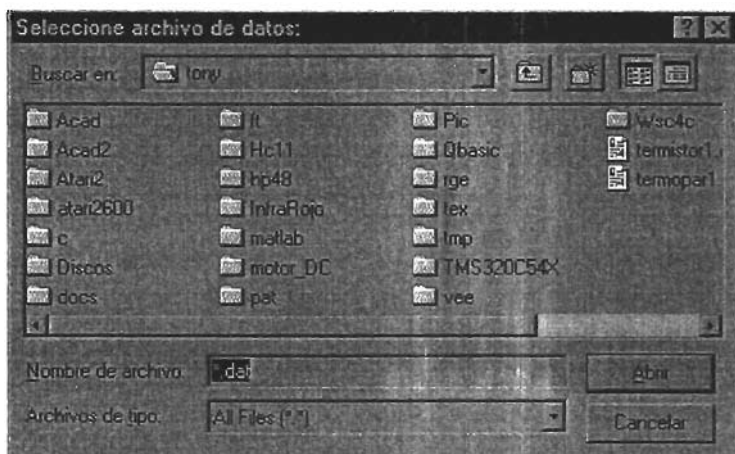 Seleccione archivo de datos:
Buscar en: tony
Acad
Acad2
Atari2
atari2600
c
Discos
docs
ft
Hc11
hp48
InfraRojo
matlab
motor_DC
pat
Pic
Qbasic
rge
tex
tmp
TMS320C54X
vee
Wsc4c
termistor1.
termopar1
Nombre de archivo: *.dat
Abrir
Archivos de tipo: All Files (*.*)
Cancelar